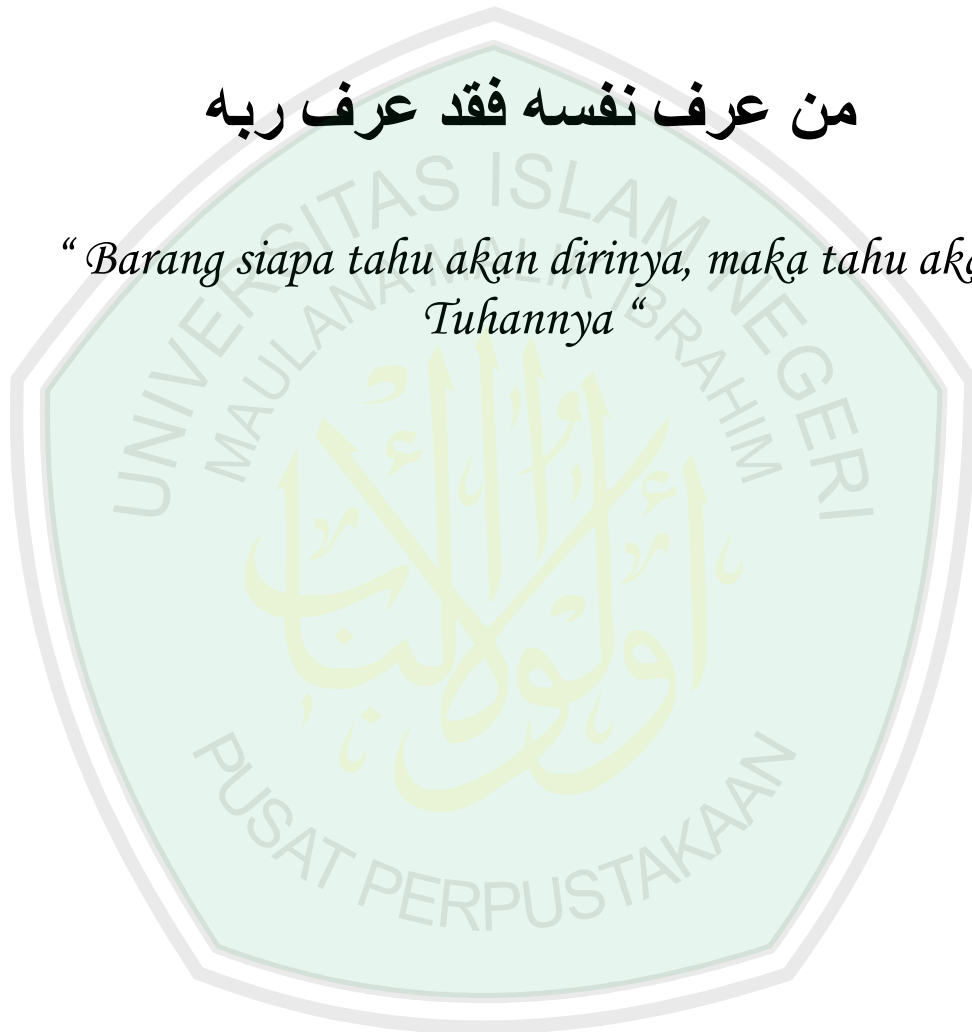 من عرف نفسه فقد عرف ربه
“ Barang siapa tahu akan dirinya, maka tahu
Tuhannya “
UNIVERSITAS ISLAM NEGERI
MAULANA MALIK IBRAHIM
أولو الألباب
PUSAT PERPUSTAKAAN